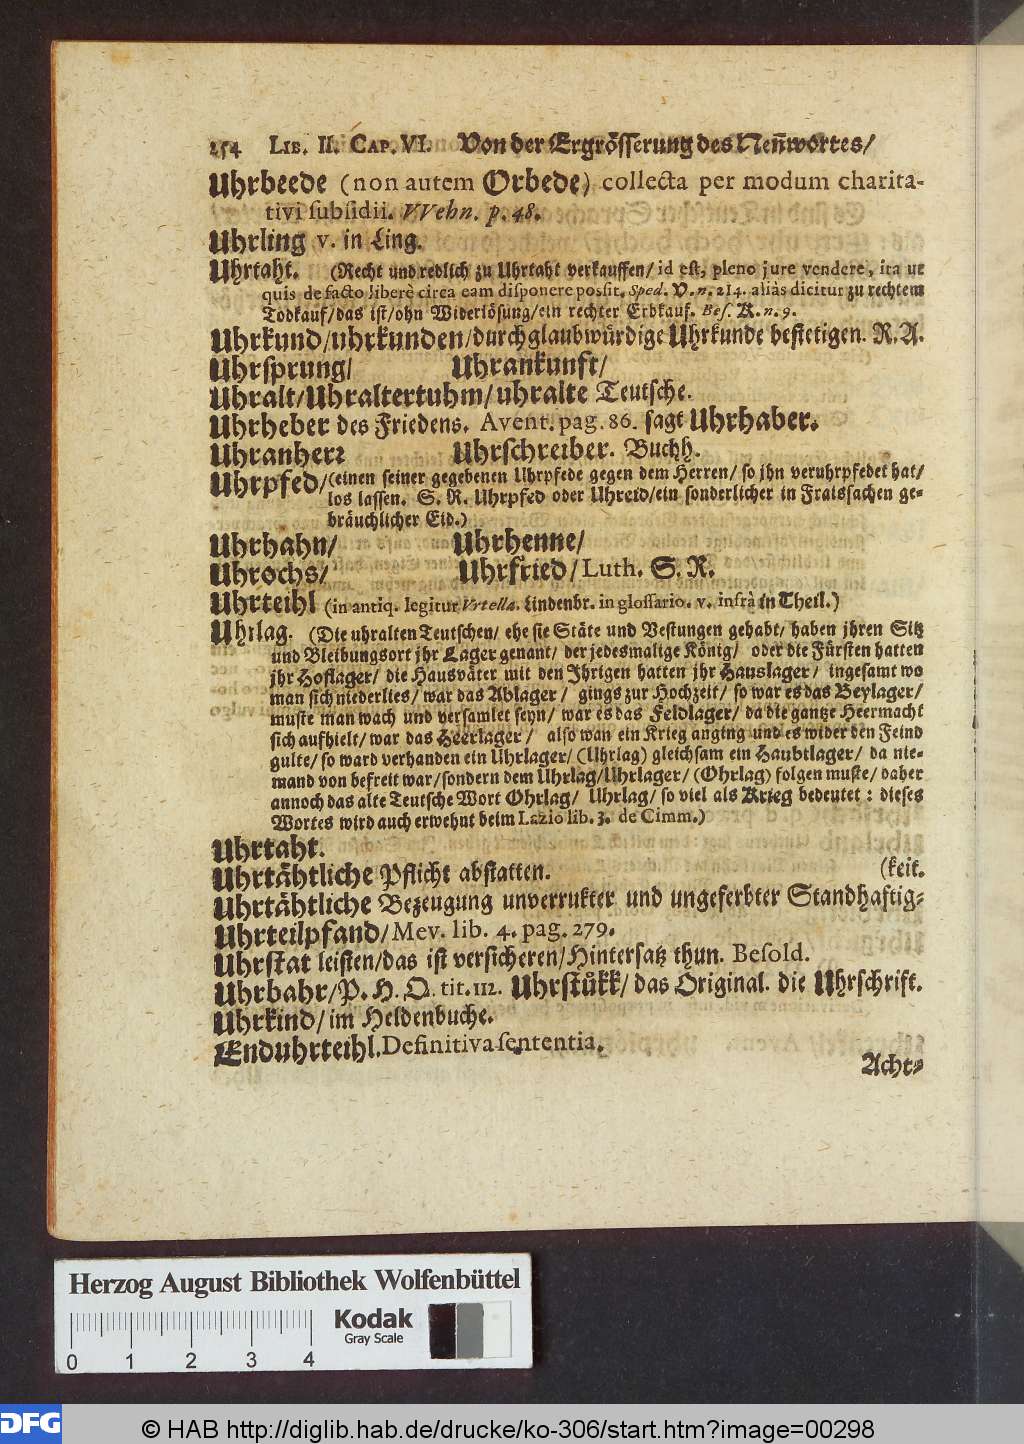 254 LIB. II. CAP. VI. Von der Ergrösserung des Nen̄wortes/
Uhrbeede (non autem Orbede) collecta per modum charita-
tivi subsidii. VVehn. p. 48.
Uhrling v. in Ling.
Uhrtaht. (Recht und redlich zu Uhrtaht verkauffen/ id est, pleno jure vendere, ita ut
quis de facto liberè circa eam disponere possit. Sped. V. n. 214. aliàs dicitur zu rechtem
Todkauf/das ist/ohn Widerlösung/ein rechter Erbkauf. Bes. K. n. 9.
Uhrkund/uhrkunden/durchglaubwürdige Uhrkunde bestetigen. R.A.
Uhrsprung/ Uhrankunft/
Uhralt/Uhraltertuhm/uhralte Teutsche.
Uhrheber des Friedens. Avent. pag. 86. sagt Uhrhaber.
Uhranherr Uhrschreiber. Buchh.
Uhrpfed/(einen seiner gegebenen Uhrpfede gegen dem Herren/ so jhn veruhrpfedet hat/
los lassen. S. R. Uhrpfed oder Uhreid/ein sonderlicher in Fraissachen ge-
bräuchlicher Eid.)
Uhrhahn/ Uhrhenne/
Uhrochs/ Uhrfried/Luth. S. R.
Uhrteihl (in antiq. legitur Vrtella. Lindenbr. in glossario. v. infrà in Theil.)
Uhrlag. (Die uhralten Teutschen/ ehe sie Stäte und Vestungen gehabt/ haben jhren Sitz
und Bleibungsort jhr Lager genant/ der jedesmalige König/ oder die Fürsten hatten
jhr Hoflager/ die Hausväter mit den Jhrigen hatten jhr Hauslager/ ingesamt wo
man sich niederlies/ war das Ablager/ gings zur Hochzeit/ so war es das Beylager/
muste man wach und versamlet seyn/ war es das Feldlager/ da die gantze Heermacht
sich aufhielt/ war das Heerlager/ also wan ein Krieg anging und es wider den Feind
gulte/ so ward verhanden ein Uhrlager/ (Uhrlag) gleichsam ein Haubtlager/ da nie-
mand von befreit war/sondern dem Uhrlag/Uhrlager/ (Ohrlag) folgen muste/ daher
annoch das alte Teutsche Wort Ohrlag/ Uhrlag/ so viel als Krieg bedeutet: dieses
Wortes wird auch erwehnt beim Lazio lib. 3. de Cimm.)
Uhrtaht.
Uhrtähtliche Pflicht abstatten. (keit.
Uhrtähtliche Bezeugung unverrukter und ungeferbter Standhaftig-
Uhrteilpfand/Mev. lib. 4. pag. 279.
Uhrstat leisten/das ist versicheren/Hintersatz thun. Besold.
Uhrbahr/P. H. O. tit. 112. Uhrstükk/ das Original. die Uhrschrift.
Uhrkind/im Heldenbuche.
Enduhrteihl. Definitiva sententia.
Acht-
Herzog August Bibliothek Wolfenbüttel
Kodak
Gray Scale
0 1 2 3 4
DFG © HAB http://diglib.hab.de/drucke/ko-306/start.htm?image=00298